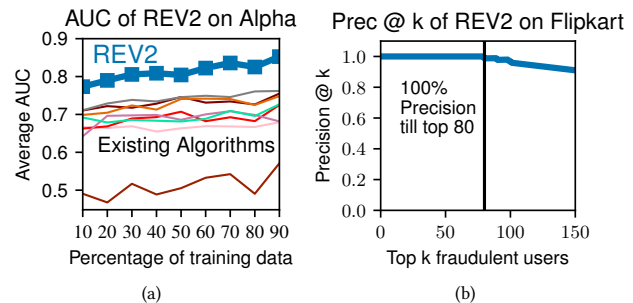 AUC of REV2 on Alpha
0.9
0.8
0.7
0.6
0.5
Average AUC
REV2
Existing Algorithms
10 20 30 40 50 60 70 80 90
Percentage of training data
(a)
Prec @ k of REV2 on Flipkart
1.0
0.8
0.6
0.4
0.2
0.0
Precision @ k
100%
Precision
till top 80
0 50 100 150
Top k fraudulent users
(b)